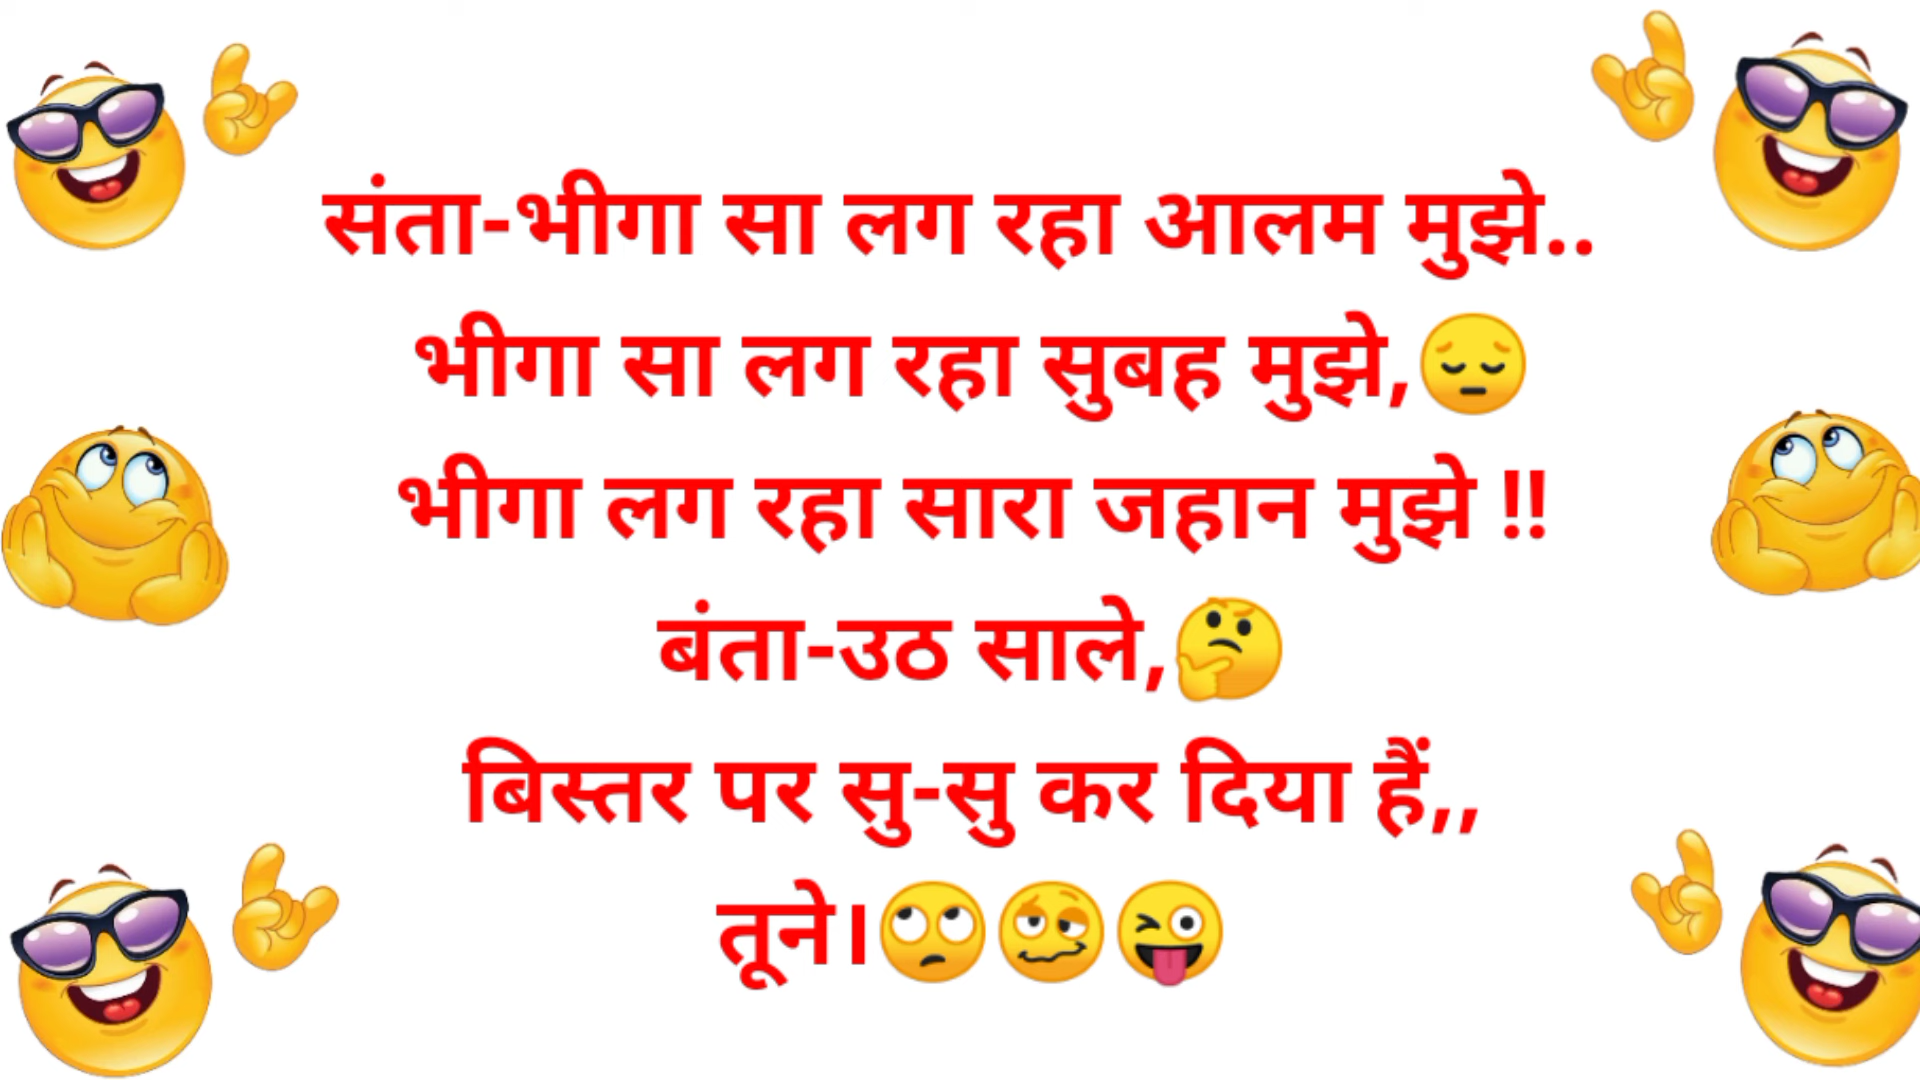 संता-भीगा सा लग रहा आलम मुझे..
भीगा सा लग रहा सुबह मुझे,😔
भीगा लग रहा सारा जहान मुझे !!
बंता-उठ साले,🤔
बिस्तर पर सु-सु कर दिया हैं,,
तूने।🙄🥴😜